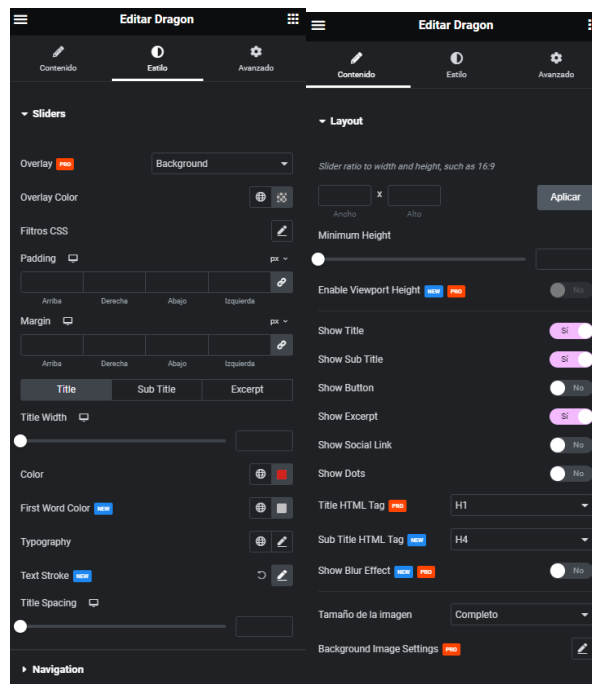 Editar Dragon
Contenido
Estilo
Avanzado
Sliders
Overlay PRO
Background
Overlay Color
Filtros CSS
Padding
px
Arriba
Derecha
Abajo
Izquierda
Margin
px
Arriba
Derecha
Abajo
Izquierda
Title
Sub Title
Excerpt
Title Width
Color
First Word Color NEW
Typography
Text Stroke NEW
Title Spacing
Navigation
Editar Dragon
Contenido
Estilo
Avanzado
Layout
Slider ratio to width and height, such as 16:9
x
Aplicar
Ancho
Alto
Minimum Height
Enable Viewport Height NEW PRO
No
Show Title
Sí
Show Sub Title
Sí
Show Button
No
Show Excerpt
Sí
Show Social Link
No
Show Dots
No
Title HTML Tag PRO
H1
Sub Title HTML Tag NEW
H4
Show Blur Effect NEW PRO
No
Tamaño de la imagen
Completo
Background Image Settings PRO